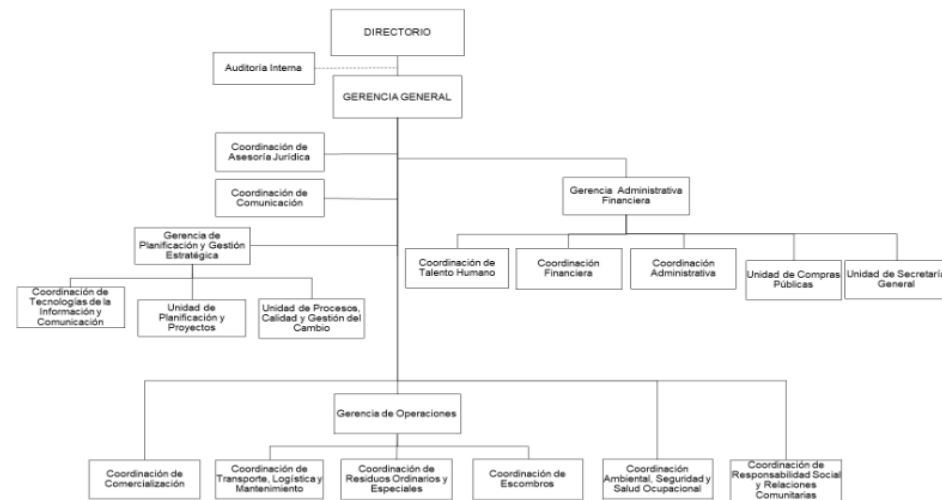 DIRECTORIO
Auditoría Interna
GERENCIA GENERAL
Coordinación de
Asesoría Jurídica
Coordinación de
Comunicación
Gerencia Administrativa
Financiera
Gerencia de
Planificación y Gestión
Estratégica
Coordinación de
Talento Humano
Coordinación
Financiera
Coordinación
Administrativa
Unidad de Compras
Públicas
Unidad de Secretaría
General
Coordinación de
Tecnologías de la
Información y
Comunicación
Unidad de
Planificación y
Proyectos
Unidad de Procesos,
Calidad y Gestión del
Cambio
Gerencia de Operaciones
Coordinación de
Comercialización
Coordinación de
Transporte, Logística y
Mantenimiento
Coordinación de
Residuos Ordinarios y
Especiales
Coordinación de
Escombros
Coordinación
Ambiental, Seguridad y
Salud Ocupacional
Coordinación de
Responsabilidad Social
y Relaciones
Comunitarias